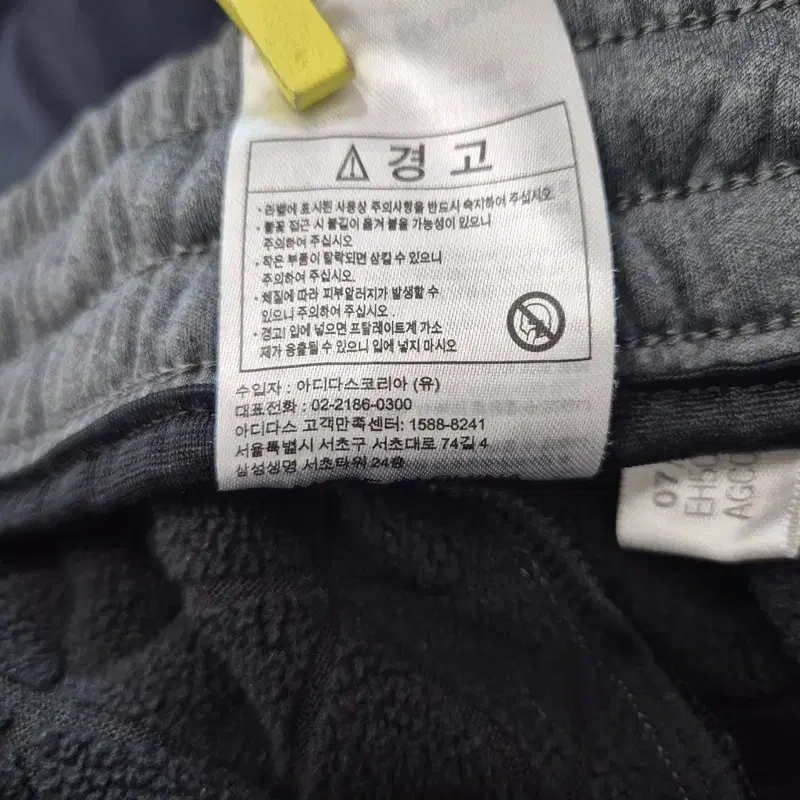 경 고
· 라벨에 표시된 사용상 주의사항을 반드시 숙지하여 주십시오
· 불꽃 접근 시 불길이 옮겨 붙을 가능성이 있으니
주의하여 주십시오
· 작은 부품이 탈락되면 삼킬 수 있으니
주의하여 주십시오.
· 체질에 따라 피부알러지가 발생할 수
있으니 주의하여 주십시오.
· 경고! 입에 넣으면 프탈레이트계 가소
제가 용출될 수 있으니 입에 넣지 마시오
수입자 : 아디다스코리아 (유)
대표전화 : 02-2186-0300
아디다스 고객만족센터: 1588-8241
서울특별시 서초구 서초대로 74길 4
삼성생명 서초타워 24층
07/